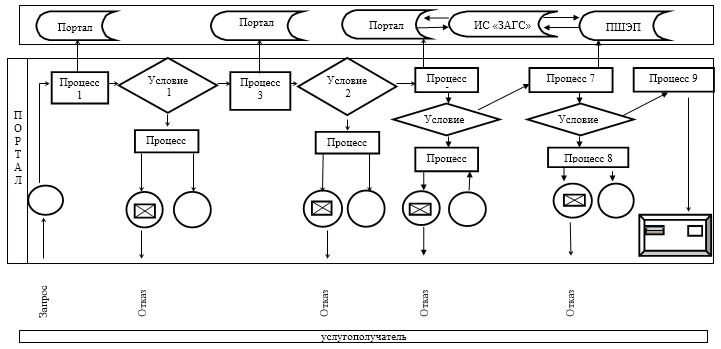 Портал
Портал
Портал
ИС «ЗАГС»
ПШЭП
ПОРТАЛ
Процесс
1
Условие
1
Процесс
3
Условие
2
Процесс
Процесс 7
Процесс 9
Условие
Условие
Процесс
Процесс
Процесс
Процесс 8
Запрос
Отказ
Отказ
Отказ
Отказ
услугополучатель